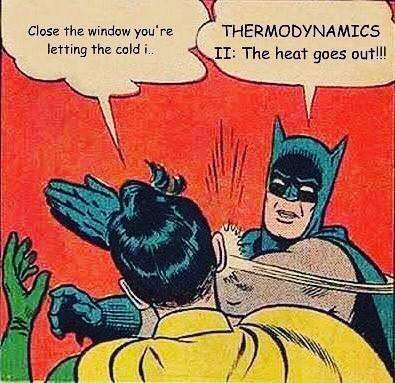 Close the window you're
letting the cold i..
THERMODYNAMICS
II: The heat goes out!!!